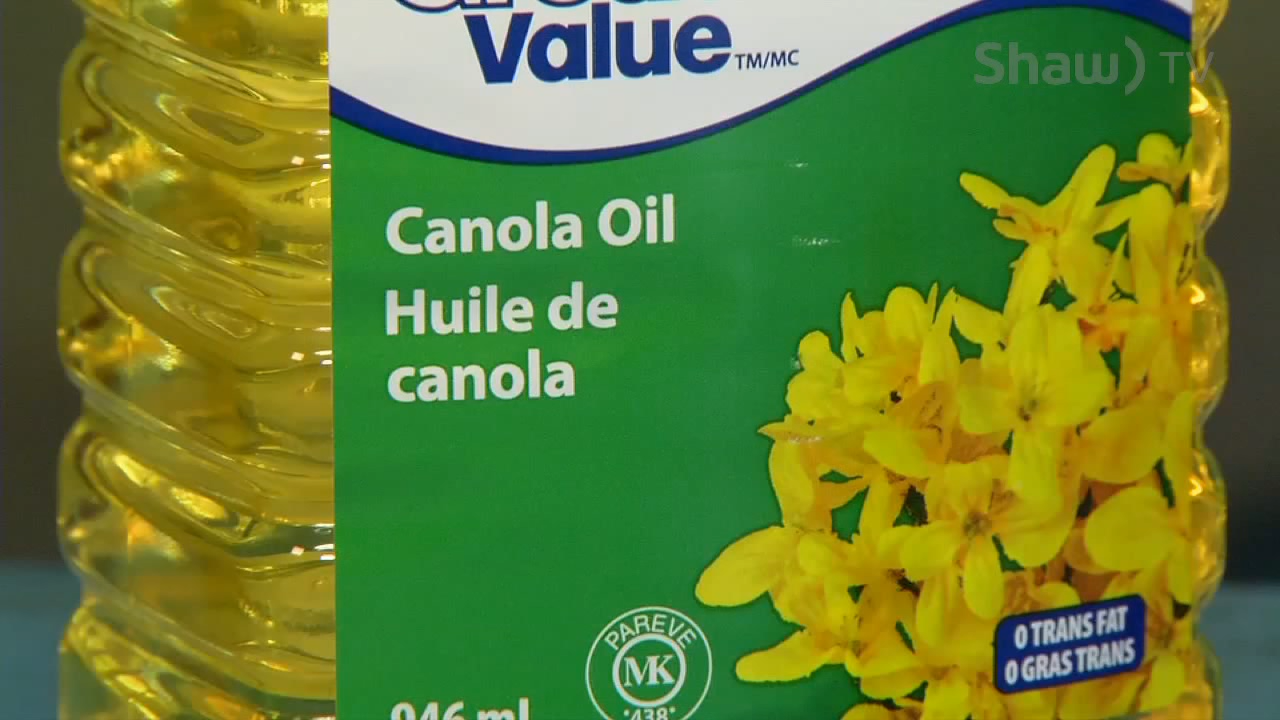 Great
Value TM/MC
Shaw) TV
Canola Oil
Huile de
canola
PAREVE
MK
*438*
0 TRANS FAT
0 GRAS TRANS
946 ml